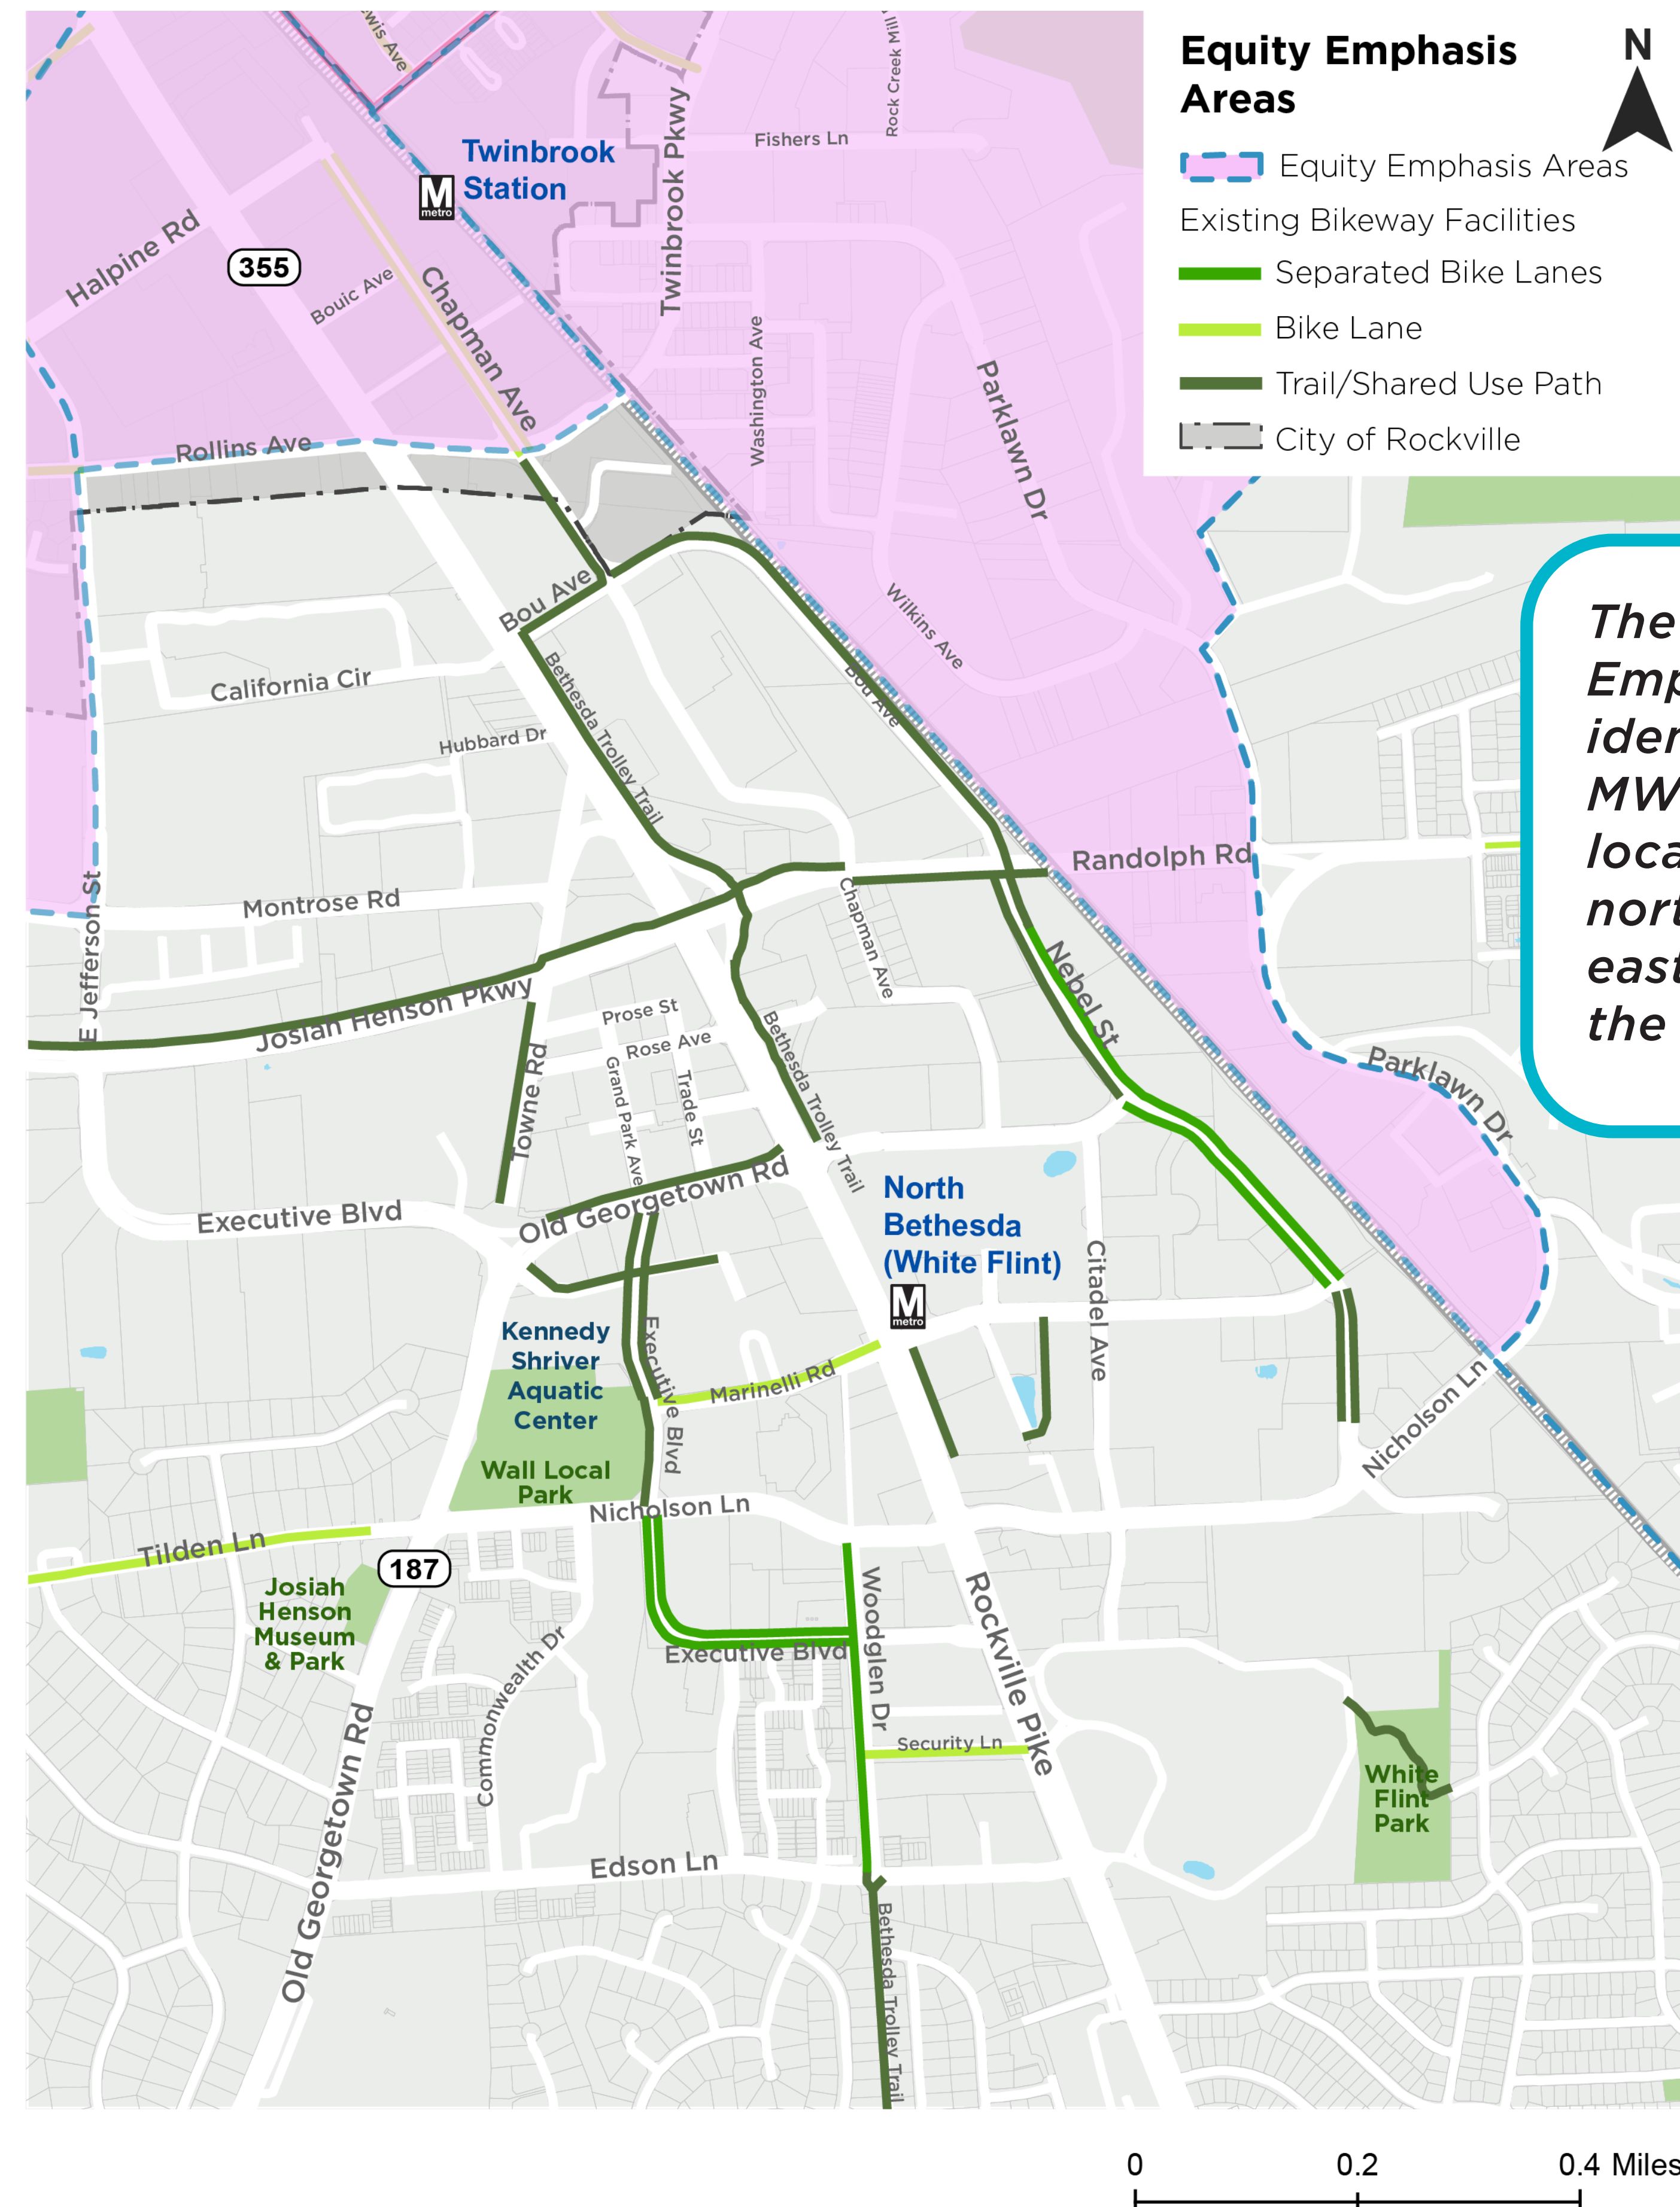 Equity Emphasis
Areas
N
Equity Emphasis Areas
Existing Bikeway Facilities
Separated Bike Lanes
Bike Lane
Trail/Shared Use Path
City of Rockville
Twinbrook
Station
M
metro
Twinbrook Pkwy
Fishers Ln
Rock Creek Mill
Halpine Rd
355
Bouic Ave
Chapman Ave
Washington Ave
Parklawn Dr
Rollins Ave
Bou Ave
Wilkins Ave
California Cir
Hubbard Dr
Bethesda Trolley Trail
Bou Ave
The
loca
the
E Jefferson St
Montrose Rd
Randolph Rd
Chapman Ave
Nebel St
Josiah Henson Pkwy
Prose St
Rose Ave
Grand Park Ave
Trade St
Towne Rd
Bethesda Trolley Trail
Parklawn Dr
Executive Blvd
Old Georgetown Rd
North
Bethesda
(White Flint)
M
metro
Citadel Ave
Kennedy
Shriver
Aquatic
Center
Executive Blvd
Marinelli Rd
Wall Local
Park
Nicholson Ln
Nicholson Ln
Tilden Ln
187
Josiah
Henson
Museum
& Park
Woodglen Dr
Rockville Pike
Commonwealth Dr
Executive Blvd
Security Ln
White
Flint
Park
Old Georgetown Rd
Edson Ln
Bethesda Trolley Trail
0 0.2 0.4 Miles